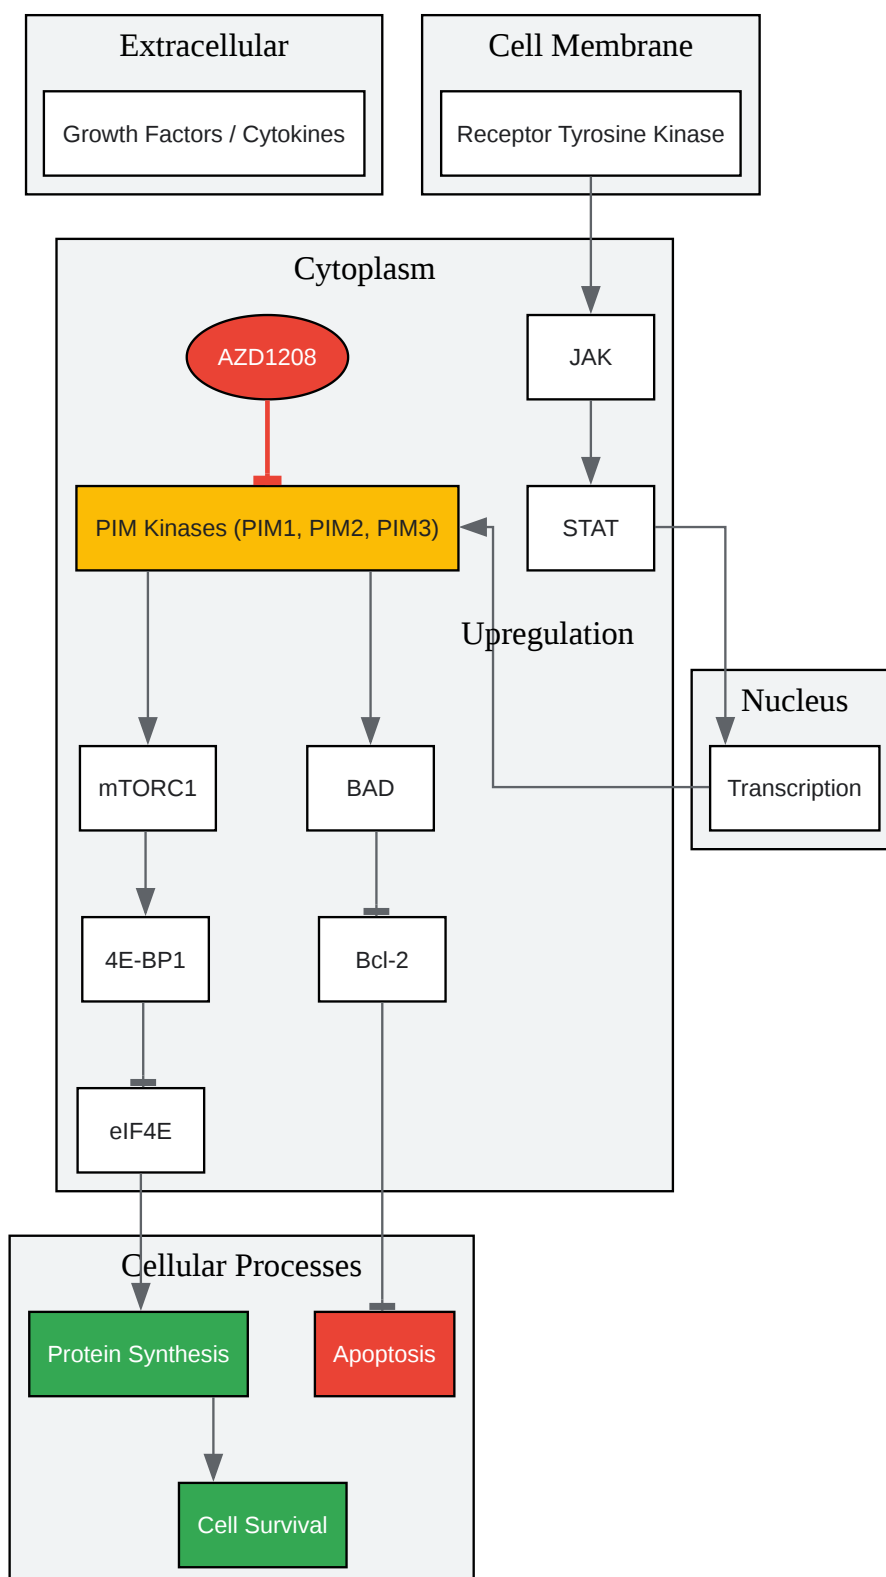 Extracellular
Cell Membrane
Growth Factors / Cytokines
Receptor Tyrosine Kinase
Cytoplasm
AZD1208
JAK
PIM Kinases (PIM1, PIM2, PIM3)
STAT
Upregulation
Nucleus
mTORC1
BAD
Transcription
4E-BP1
Bcl-2
eIF4E
Cellular Processes
Protein Synthesis
Apoptosis
Cell Survival